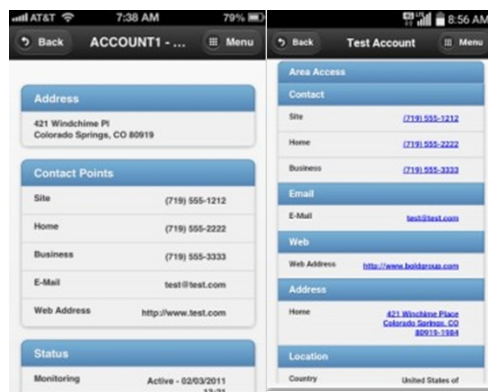 AT&T 7:38 AM 79%
Back ACCOUNT1 - ... Menu
Address
421 Windchime Pl
Colorado Springs, CO 80919
Contact Points
Site (719) 555-1212
Home (719) 555-2222
Business (719) 555-3333
E-Mail test@test.com
Web Address http://www.test.com
Status
Monitoring Active - 02/03/2011
13:21
8:56 AM
Back Test Account Menu
Area Access
Contact
Site (719) 555-1212
Home (719) 555-2222
Business (719) 555-3333
Email
E-Mail test@test.com
Web
Web Address http://www.boldgroup.com
Address
Home 421 Winchime Place
Colorado Springs, CO
80919-1984
Location
Country United States of